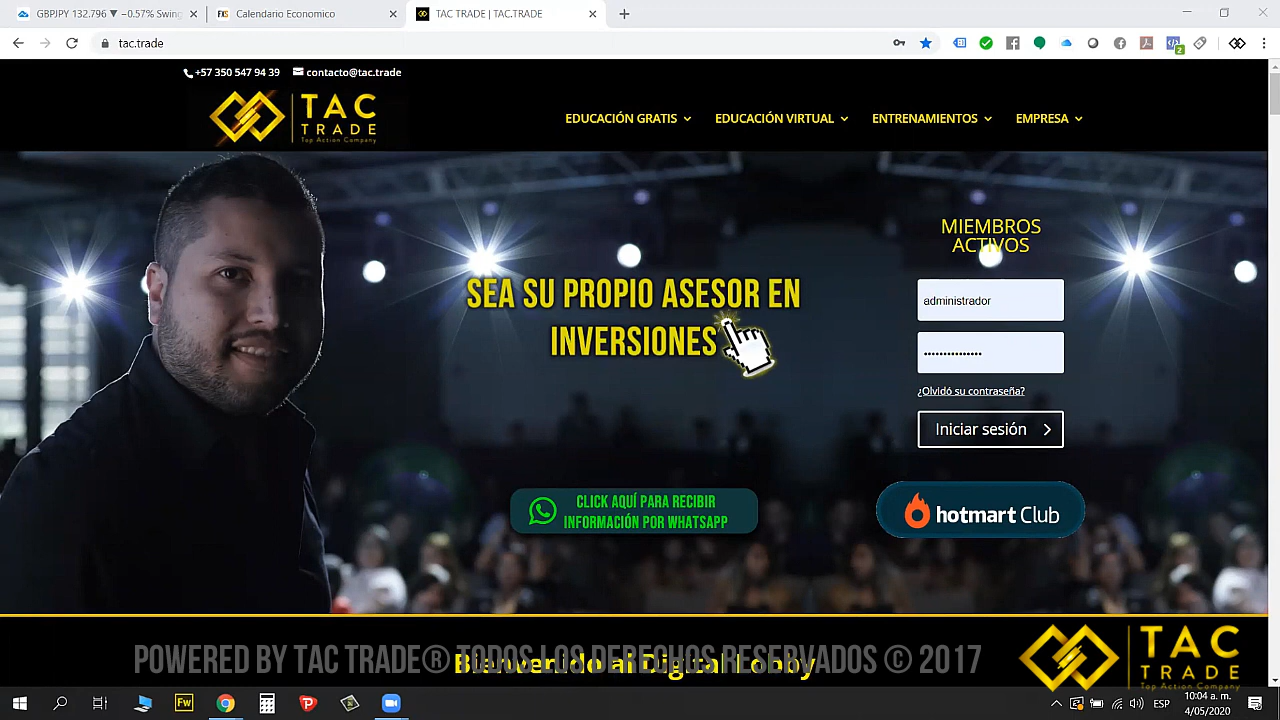 GBPJPY 132.796 ▼ −0.57% Swing
Calendario Economico
TAC TRADE | TAC.TRADE
tac.trade
2
+57 350 547 94 39
contacto@tac.trade
TAC
TRADE
Top Action Company
EDUCACIÓN GRATIS
EDUCACIÓN VIRTUAL
ENTRENAMIENTOS
EMPRESA
MIEMBROS
ACTIVOS
SEA SU PROPIO ASESOR EN
INVERSIONES
administrador
¿Olvidó su contraseña?
Iniciar sesión
CLICK AQUÍ PARA RECIBIR
INFORMACIÓN POR WHATSAPP
hotmart Club
POWERED BY TAC TRADE® TODOS LOS DERECHOS RESERVADOS © 2017
Bienvenido al Digital Lobby
TAC
TRADE
Top Action Company
Fw
ESP
10:04 a. m.
4/05/2020